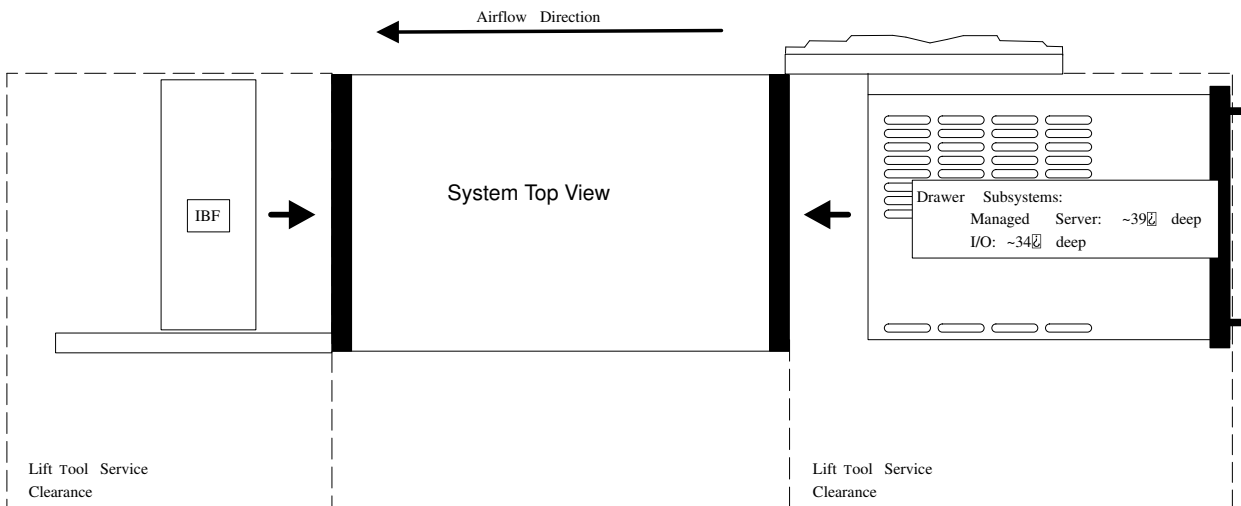 Airflow Direction
System Top View
IBF
Drawer Subsystems:
Managed Server: ~39 deep
I/O: ~34 deep
Lift Tool Service
Clearance
Lift Tool Service
Clearance